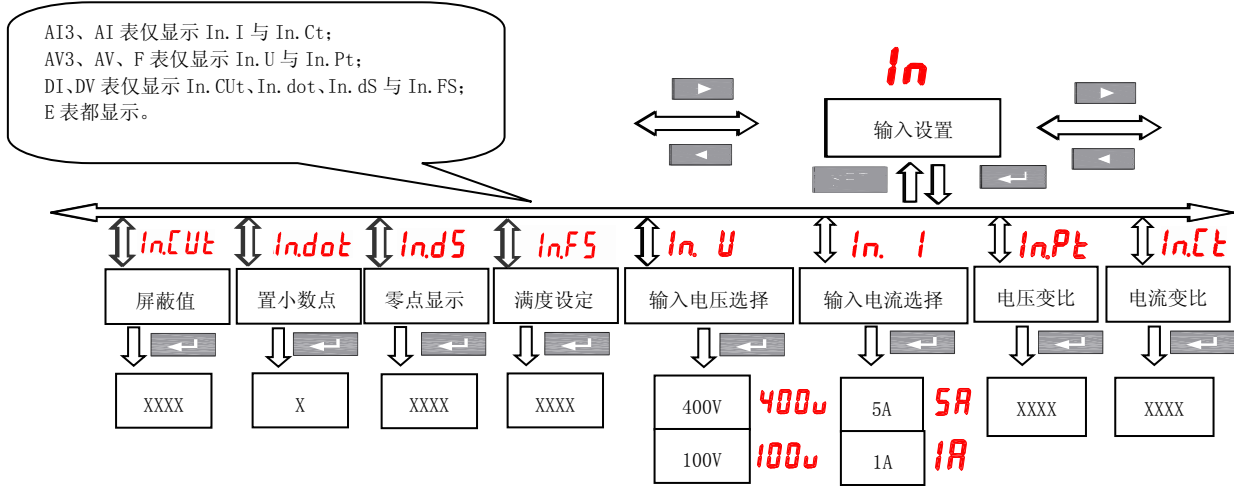 AI3、AI 表仅显示 In.I 与 In.Ct;
AV3、AV、F 表仅显示 In.U 与 In.Pt;
DI、DV 表仅显示 In.CUt、In.dot、In.dS 与 In.FS;
E 表都显示。
In
输入设置
In.CUt
In.dot
In.dS
In.FS
In. U
In. I
In.Pt
In.Ct
屏蔽值
置小数点
零点显示
满度设定
输入电压选择
输入电流选择
电压变比
电流变比
XXXX
X
XXXX
XXXX
400V
400u
5A
5A
XXXX
XXXX
100V
100u
1A
1A